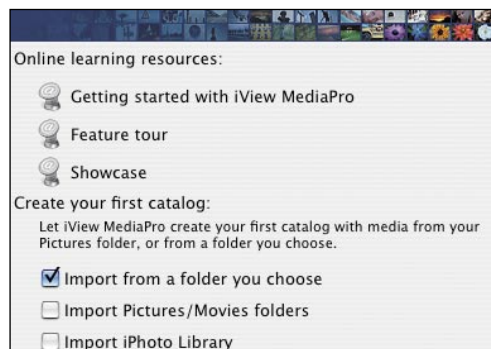 Online learning resources:
Getting started with iView MediaPro
Feature tour
Showcase
Create your first catalog:
Let iView MediaPro create your first catalog with media from your
Pictures folder, or from a folder you choose.
Import from a folder you choose
Import Pictures/Movies folders
Import iPhoto Library